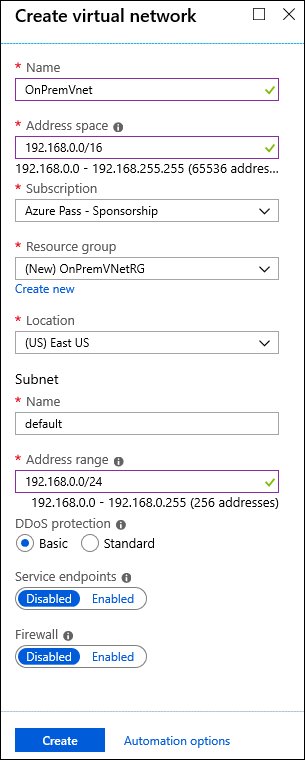 Create virtual network
* Name
OnPremVnet
* Address space
192.168.0.0/16
192.168.0.0 - 192.168.255.255 (65536 addres...
* Subscription
Azure Pass - Sponsorship
* Resource group
(New) OnPremVNetRG
Create new
* Location
(US) East US
Subnet
* Name
default
* Address range
192.168.0.0/24
192.168.0.0 - 192.168.0.255 (256 addresses)
DDoS protection
Basic Standard
Service endpoints
Disabled Enabled
Firewall
Disabled Enabled
Create Automation options